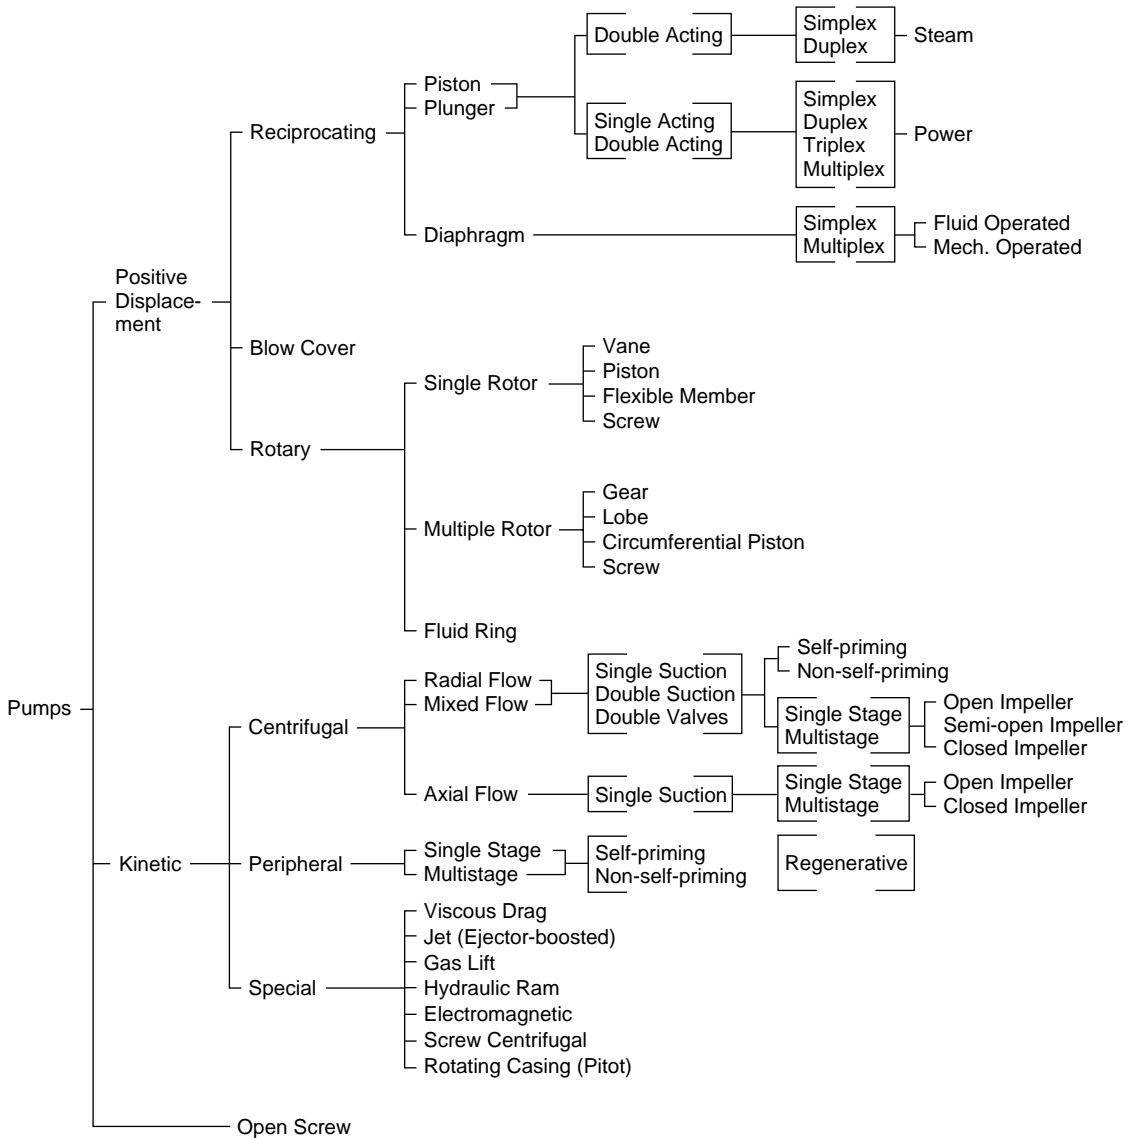 Double Acting
Simplex
Duplex
Steam
Piston
Plunger
Reciprocating
Single Acting
Double Acting
Simplex
Duplex
Triplex
Multiplex
Power
Diaphragm
Simplex
Multiplex
Fluid Operated
Mech. Operated
Positive
Displace-
ment
Blow Cover
Rotary
Single Rotor
Vane
Piston
Flexible Member
Screw
Multiple Rotor
Gear
Lobe
Circumferential Piston
Screw
Fluid Ring
Pumps
Kinetic
Centrifugal
Radial Flow
Mixed Flow
Single Suction
Double Suction
Double Valves
Self-priming
Non-self-priming
Single Stage
Multistage
Open Impeller
Semi-open Impeller
Closed Impeller
Axial Flow
Single Suction
Single Stage
Multistage
Open Impeller
Closed Impeller
Peripheral
Single Stage
Multistage
Self-priming
Non-self-priming
Regenerative
Special
Viscous Drag
Jet (Ejector-boosted)
Gas Lift
Hydraulic Ram
Electromagnetic
Screw Centrifugal
Rotating Casing (Pitot)
Open Screw